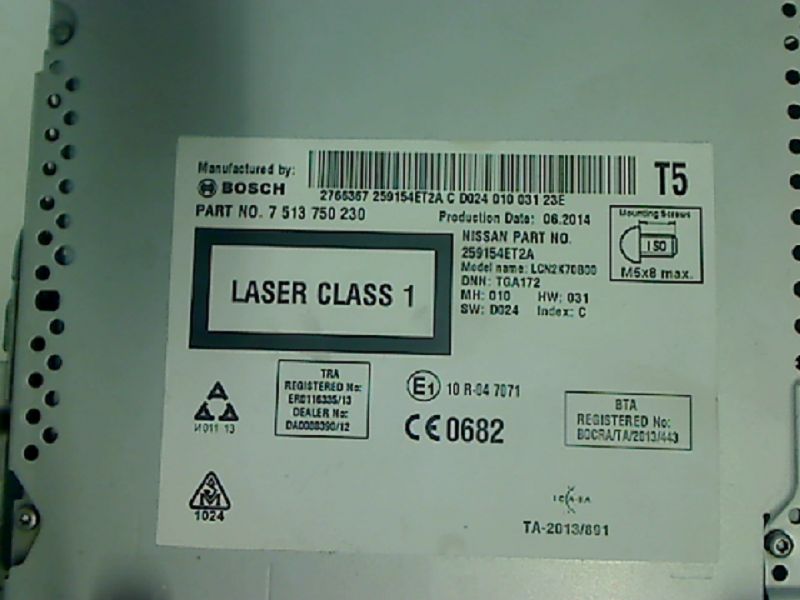 Manufactured by:
BOSCH
2766367 259154ET2A C D024 010 031 23E
T5
PART NO. 7 513 750 230
Production Date: 06.2014
Mounting Screws
ISO
M5x8 max.
NISSAN PART NO.
259154ET2A
Model name: LCN2K70B00
DNN: TGA172
MH: 010 HW: 031
SW: D024 Index: C
LASER CLASS 1
TRA
REGISTERED No:
ER0116335/13
DEALER No:
DA0088390/12
E1 10 R-04 7071
CE 0682
BTA
REGISTERED No:
BOCRA/TA/2013/443
И011 13
1024
ICASA
TA-2013/891